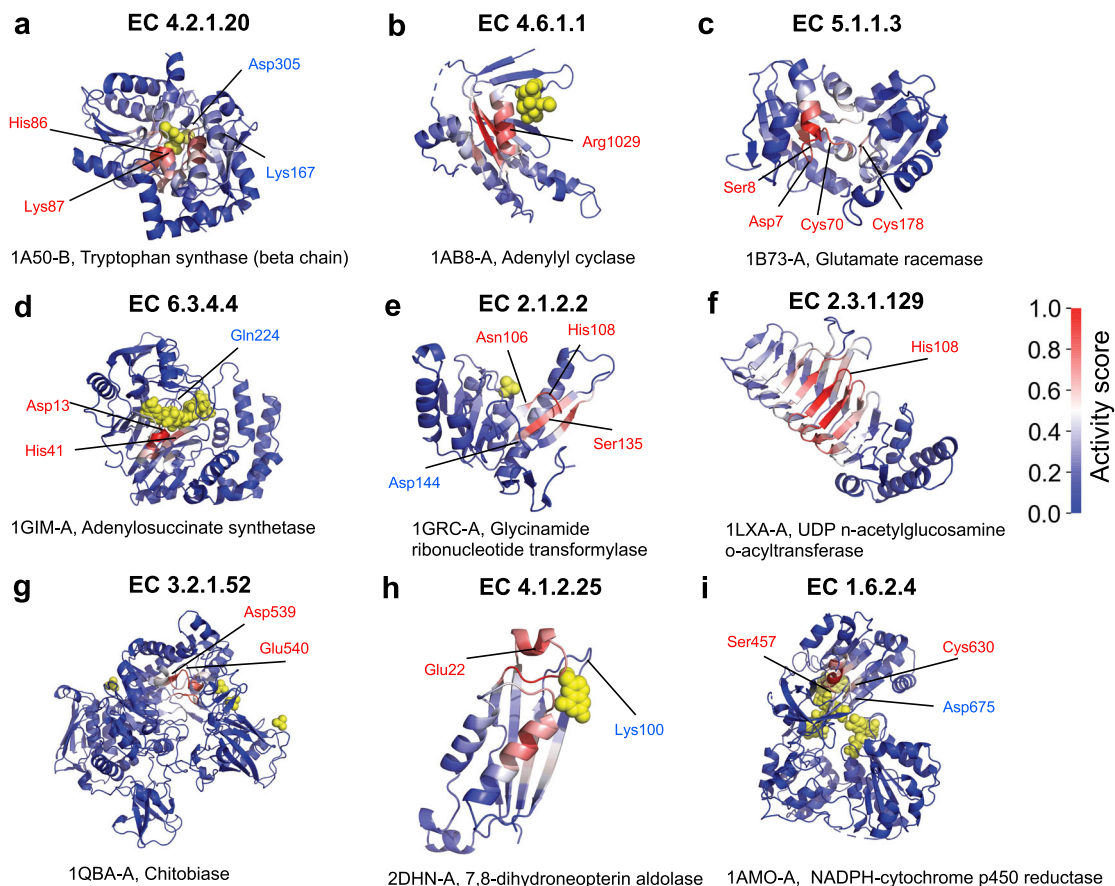 a
EC 4.2.1.20
Asp305
His86
Lys167
Lys87
1A50-B, Tryptophan synthase (beta chain)
b
EC 4.6.1.1
Arg1029
1AB8-A, Adenylyl cyclase
c
EC 5.1.1.3
Ser8
Asp7
Cys70
Cys178
1B73-A, Glutamate racemase
d
EC 6.3.4.4
Gln224
Asp13
His41
1GIM-A, Adenylosuccinate synthetase
e
EC 2.1.2.2
His108
Asn106
Ser135
Asp144
1GRC-A, Glycinamide
ribonucleotide transformylase
f
EC 2.3.1.129
His108
1LXA-A, UDP n-acetylglucosamine
o-acyltransferase
1.0
0.8
0.6
0.4
0.2
0.0
Activity score
g
EC 3.2.1.52
Asp539
Glu540
1QBA-A, Chitobiase
h
EC 4.1.2.25
Glu22
Lys100
2DHN-A, 7,8-dihydroneopterin aldolase
i
EC 1.6.2.4
Ser457
Cys630
Asp675
1AMO-A, NADPH-cytochrome p450 reductase